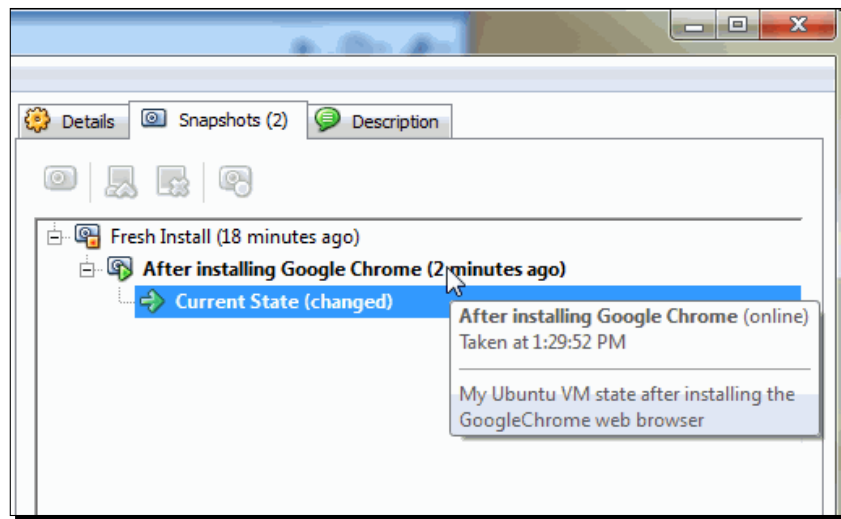 Details
Snapshots (2)
Description
Fresh Install (18 minutes ago)
After installing Google Chrome (2 minutes ago)
Current State (changed)
After installing Google Chrome (online)
Taken at 1:29:52 PM
My Ubuntu VM state after installing the
GoogleChrome web browser